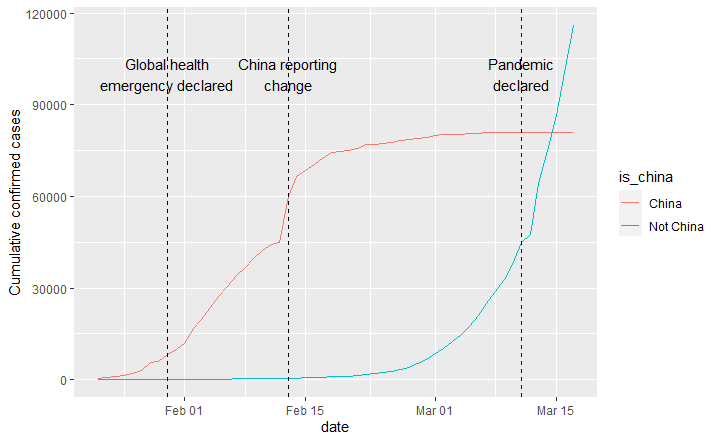 120000
90000
60000
30000
0
Cumulative confirmed cases
Global health
emergency declared
China reporting
change
Pandemic
declared
Feb 01
Feb 15
Mar 01
Mar 15
date
is_china
China
Not China